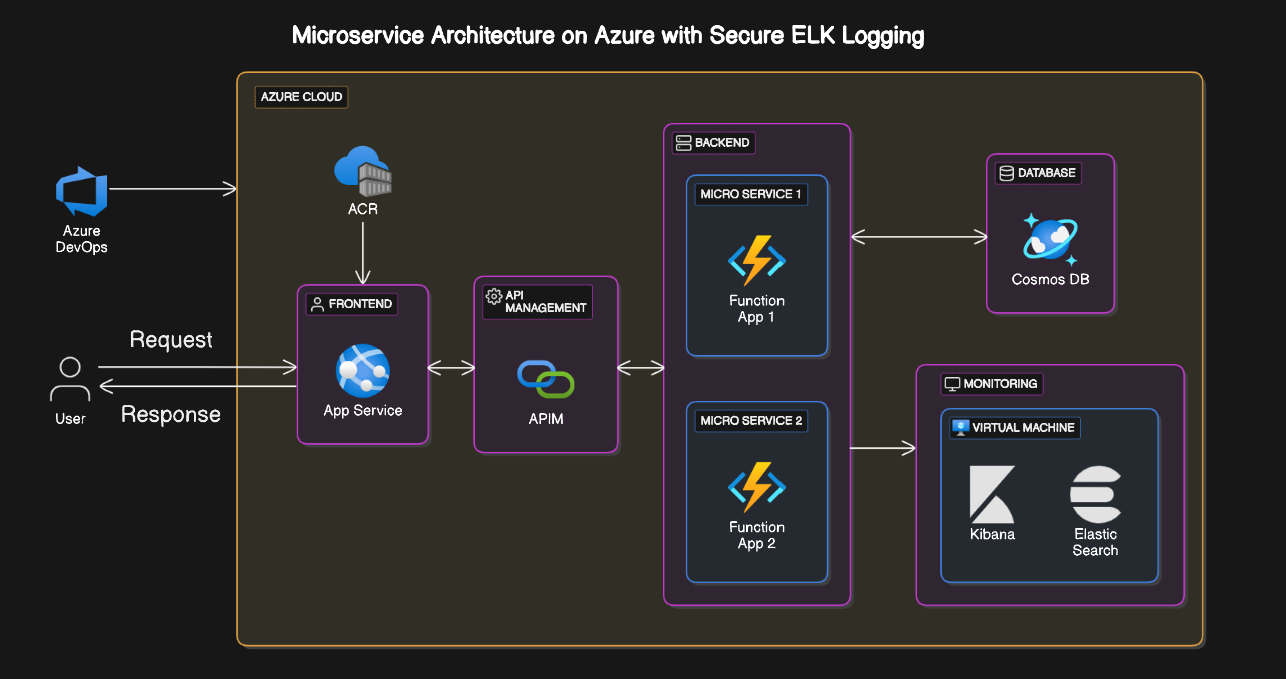 Microservice Architecture on Azure with Secure ELK Logging
AZURE CLOUD
Azure
DevOps
ACR
Request
User
Response
FRONTEND
App Service
API
MANAGEMENT
APIM
BACKEND
MICRO SERVICE 1
Function
App 1
MICRO SERVICE 2
Function
App 2
DATABASE
Cosmos DB
MONITORING
VIRTUAL MACHINE
Kibana
Elastic
Search